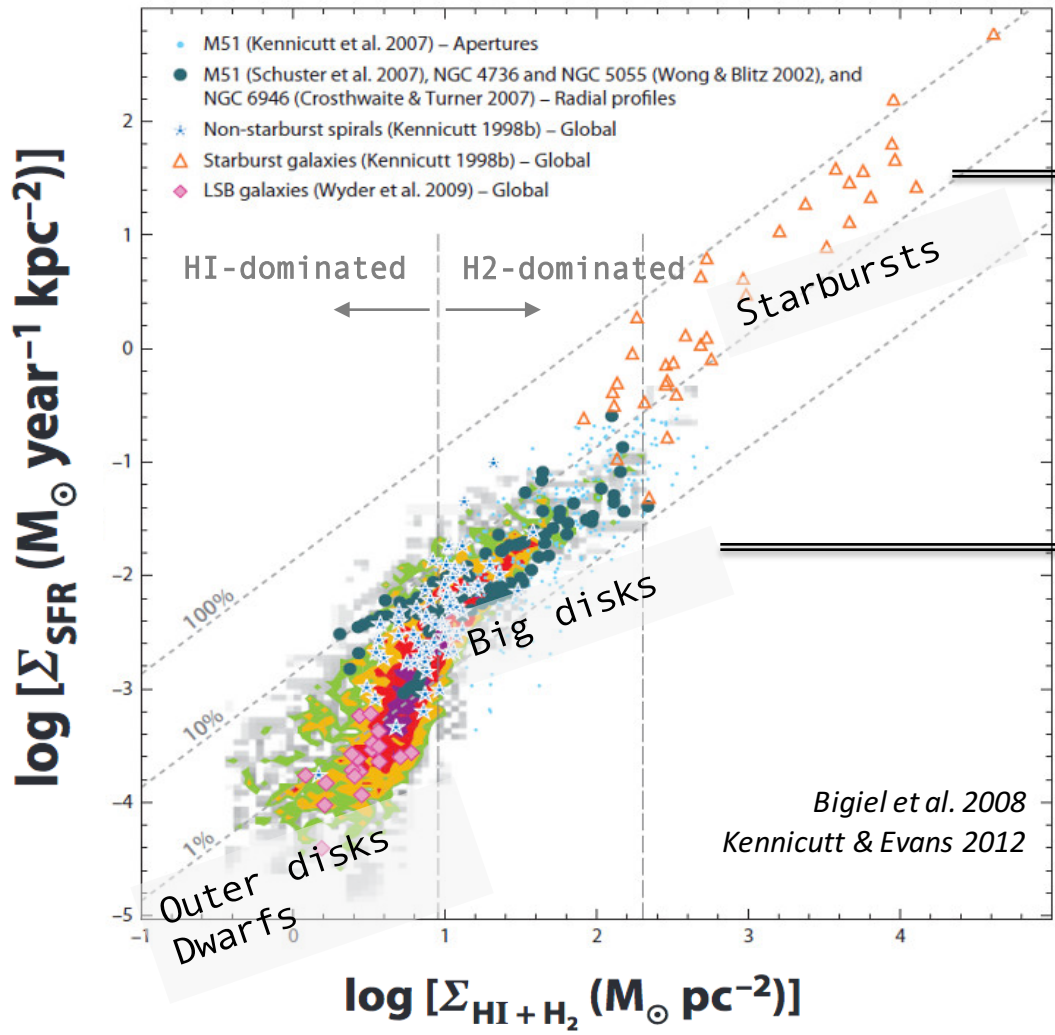 M51 (Kennicutt et al. 2007) – Apertures
M51 (Schuster et al. 2007), NGC 4736 and NGC 5055 (Wong & Blitz 2002), and
NGC 6946 (Crosthwaite & Turner 2007) – Radial profiles
Non-starburst spirals (Kennicutt 1998b) – Global
Starburst galaxies (Kennicutt 1998b) – Global
LSB galaxies (Wyder et al. 2009) – Global
HI-dominated
H2-dominated
Starbursts
Big disks
Outer disks
Dwarfs
100%
10%
1%
Bigiel et al. 2008
Kennicutt & Evans 2012
log [Σ_SFR (M_⊙ year⁻¹ kpc⁻²)]
2
1
0
–1
–2
–3
–4
–5
–1
0
1
2
3
4
log [Σ_HI + H₂ (M_⊙ pc⁻²)]